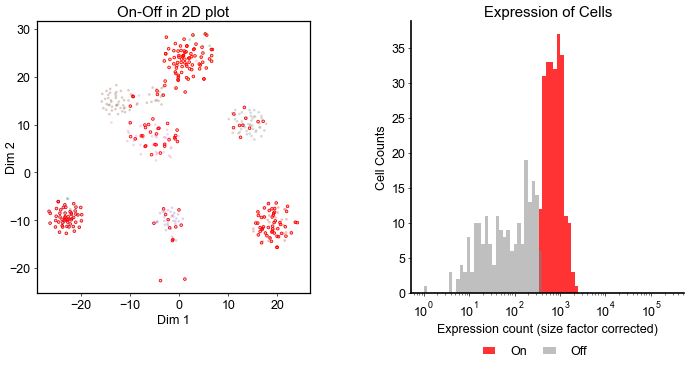 On-Off in 2D plot
Dim 2
30
20
10
0
−10
−20
−20 −10 0 10 20
Dim 1
Expression of Cells
Cell Counts
35
30
25
20
15
10
5
0
10^0 10^1 10^2 10^3 10^4 10^5
Expression count (size factor corrected)
On Off